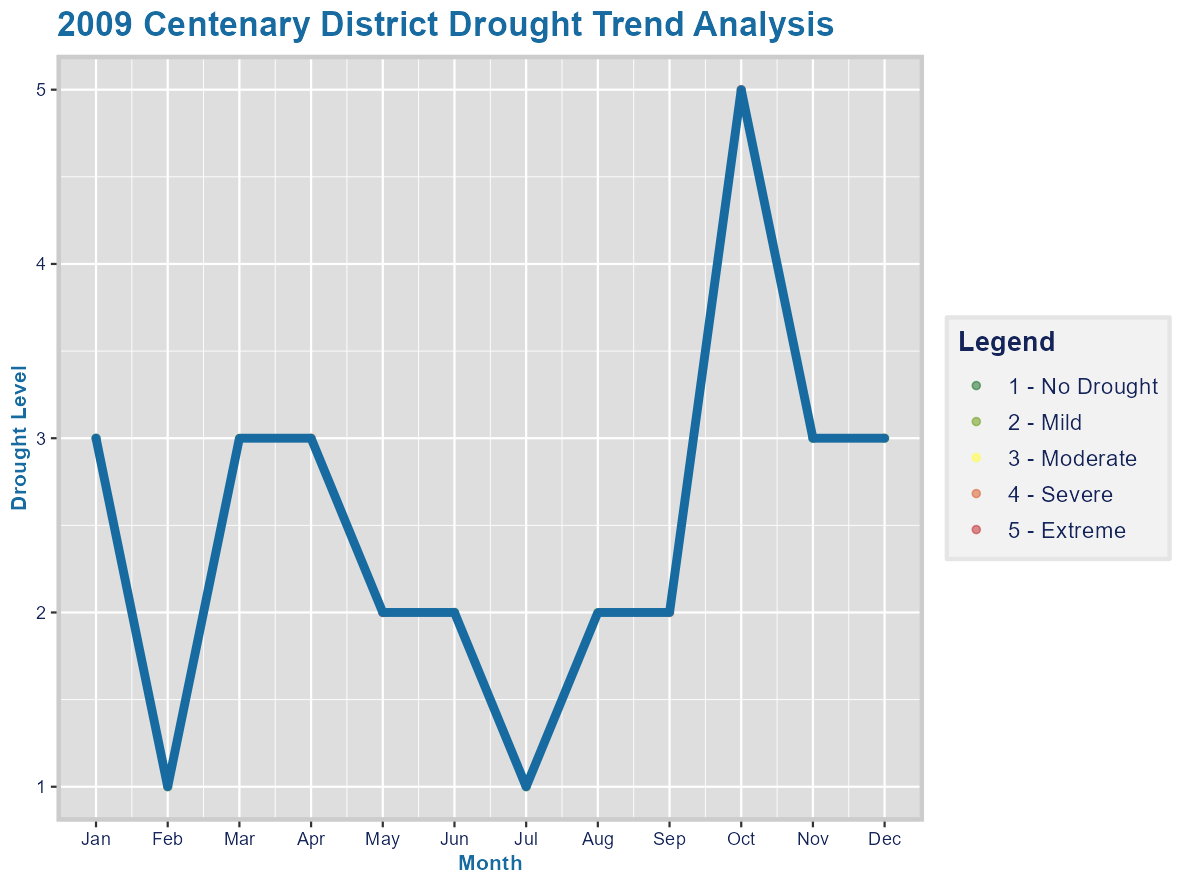 2009 Centenary District Drought Trend Analysis
Drought Level
5
4
3
2
1
Jan Feb Mar Apr May Jun Jul Aug Sep Oct Nov Dec
Month
Legend
1 - No Drought
2 - Mild
3 - Moderate
4 - Severe
5 - Extreme